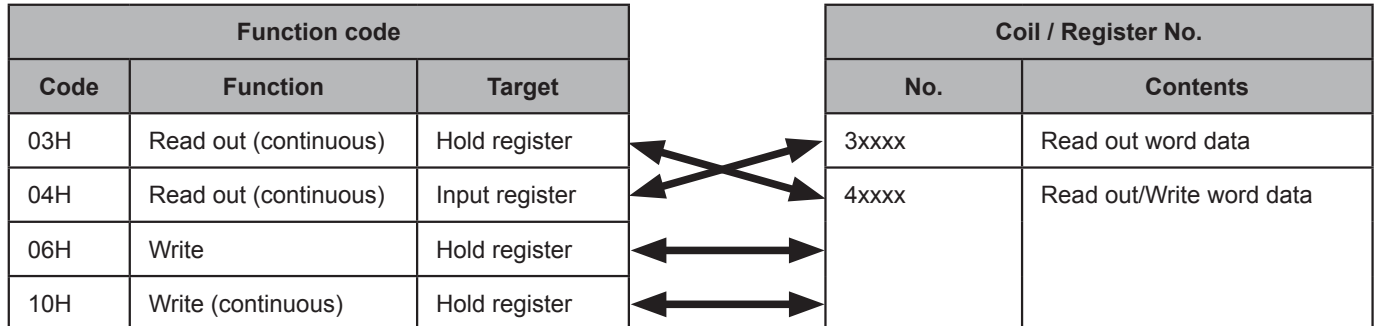 Function code
Code Function Target
03H Read out (continuous) Hold register
04H Read out (continuous) Input register
06H Write Hold register
10H Write (continuous) Hold register
Coil / Register No.
No. Contents
3xxxx Read out word data
4xxxx Read out/Write word data